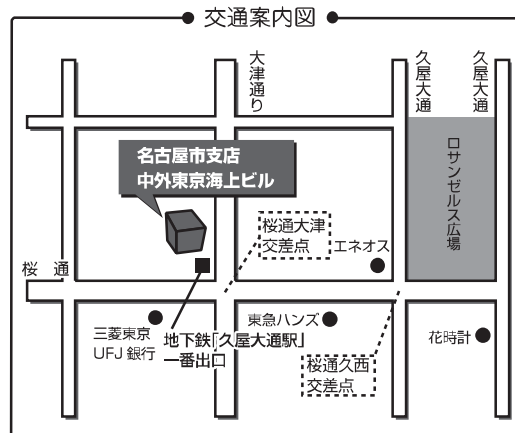 交通案内図
大津通り
久屋大通
久屋大通
名古屋市支店
中外東京海上ビル
ロサンゼルス広場
桜通大津
交差点
エネオス
桜通
三菱東京
UFJ銀行
地下鉄「久屋大通駅」
一番出口
東急ハンズ
花時計
桜通久西
交差点